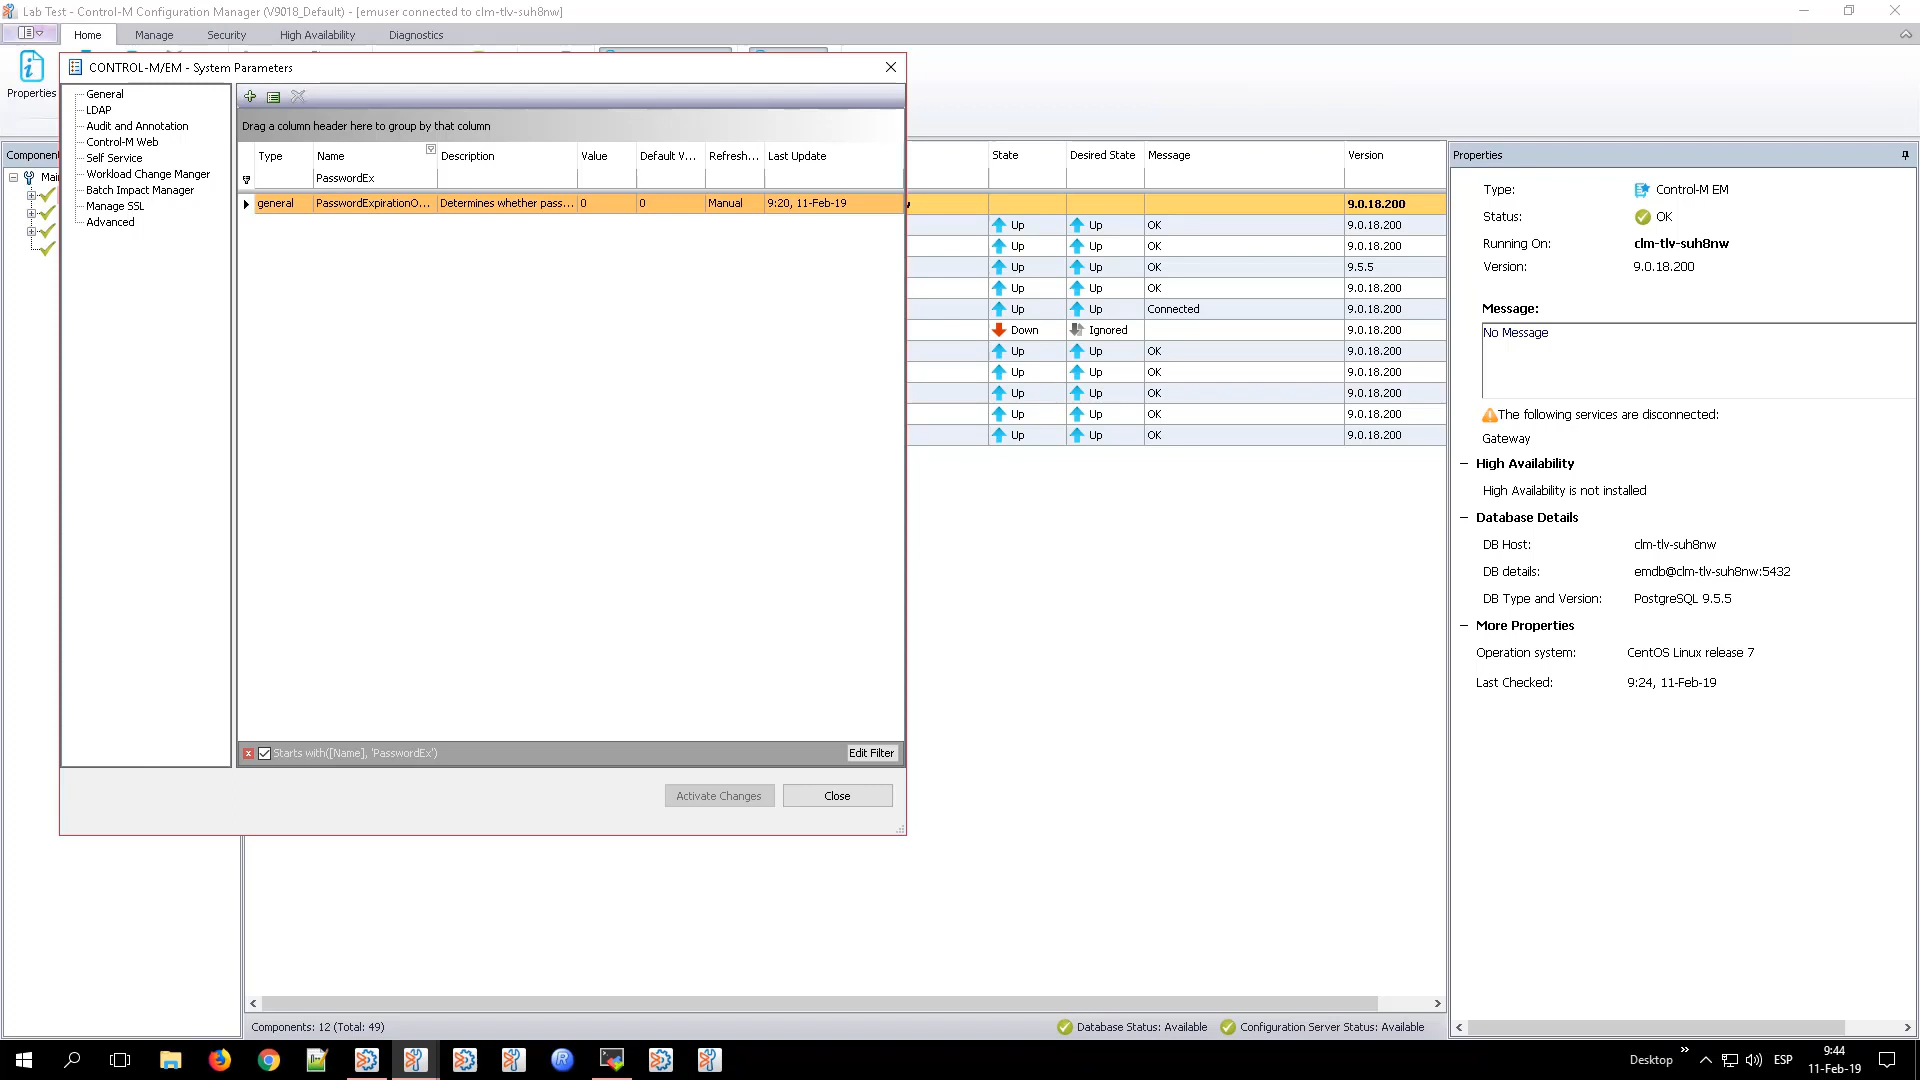 Lab Test - Control-M Configuration Manager (V9018_Default) - [emuser connected to clm-tlv-suh8nw]
Home Manage Security High Availability Diagnostics
Properties
CONTROL-M/EM - System Parameters
General
LDAP
Audit and Annotation
Control-M Web
Self Service
Workload Change Manger
Batch Impact Manager
Manage SSL
Advanced
Drag a column header here to group by that column
Type Name Description Value Default V... Refresh... Last Update
PasswordEx
general PasswordExpirationO... Determines whether pass... 0 0 Manual 9:20, 11-Feb-19
Starts with([Name], 'PasswordEx')
Edit Filter
Activate Changes Close
Component
Mai
State Desired State Message Version
9.0.18.200
Up Up OK 9.0.18.200
Up Up OK 9.0.18.200
Up Up OK 9.5.5
Up Up OK 9.0.18.200
Up Up Connected 9.0.18.200
Down Ignored 9.0.18.200
Up Up OK 9.0.18.200
Up Up OK 9.0.18.200
Up Up OK 9.0.18.200
Up Up OK 9.0.18.200
Up Up OK 9.0.18.200
Properties
Type: Control-M EM
Status: OK
Running On: clm-tlv-suh8nw
Version: 9.0.18.200
Message:
No Message
The following services are disconnected:
Gateway
High Availability
High Availability is not installed
Database Details
DB Host: clm-tlv-suh8nw
DB details: emdb@clm-tlv-suh8nw:5432
DB Type and Version: PostgreSQL 9.5.5
More Properties
Operation system: CentOS Linux release 7
Last Checked: 9:24, 11-Feb-19
Components: 12 (Total: 49)
Database Status: Available Configuration Server Status: Available
Desktop ESP 9:44
11-Feb-19